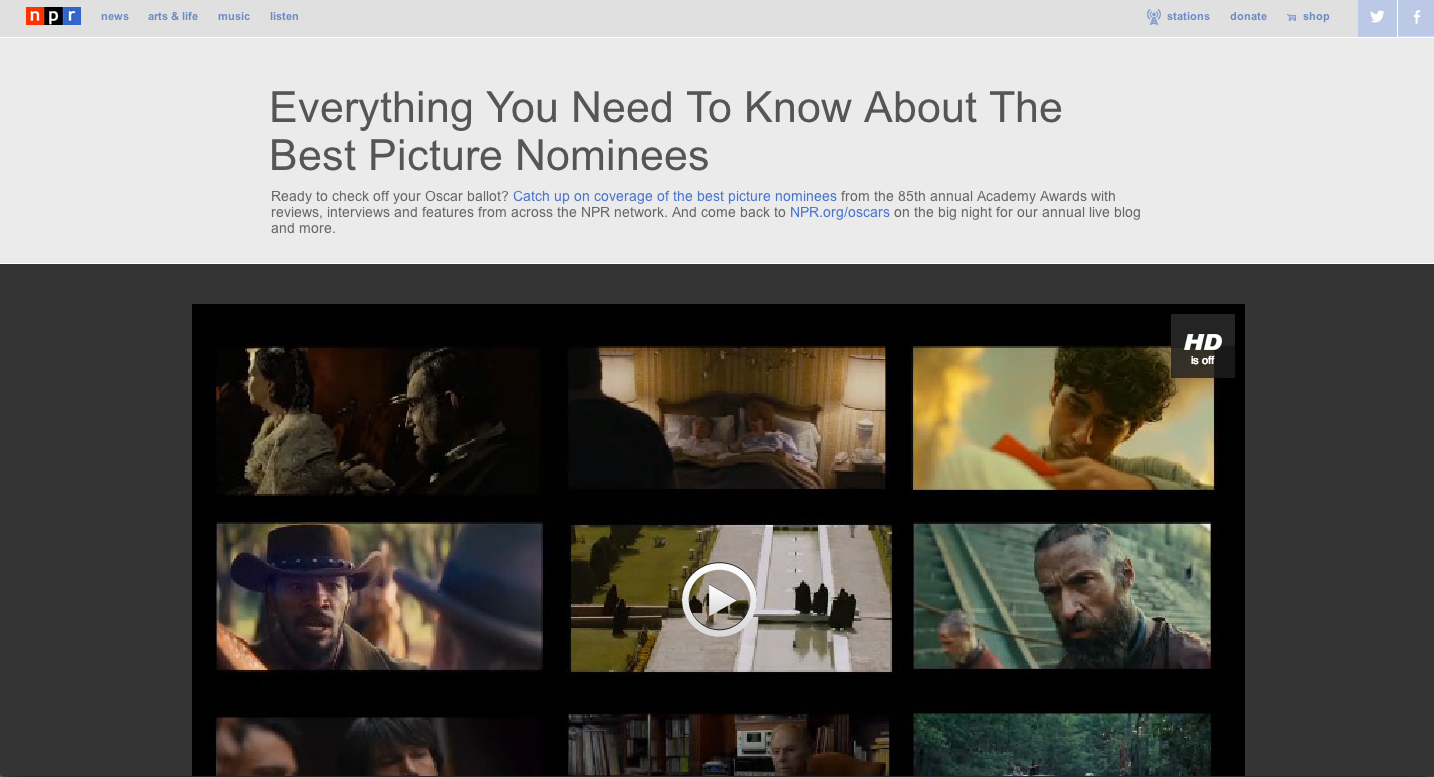 npr news arts & life music listen stations donate shop
Everything You Need To Know About The
Best Picture Nominees
Ready to check off your Oscar ballot? Catch up on coverage of the best picture nominees from the 85th annual Academy Awards with
reviews, interviews and features from across the NPR network. And come back to NPR.org/oscars on the big night for our annual live blog
and more.
HD
is off